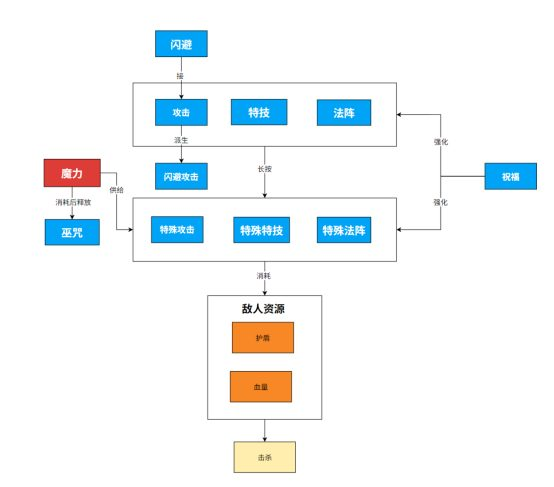 闪避
接
攻击
特技
法阵
派生
强化
魔力
供给
长按
闪避攻击
祝福
消耗后释放
强化
巫咒
特殊攻击
特殊特技
特殊法阵
消耗
敌人资源
护盾
血量
击杀